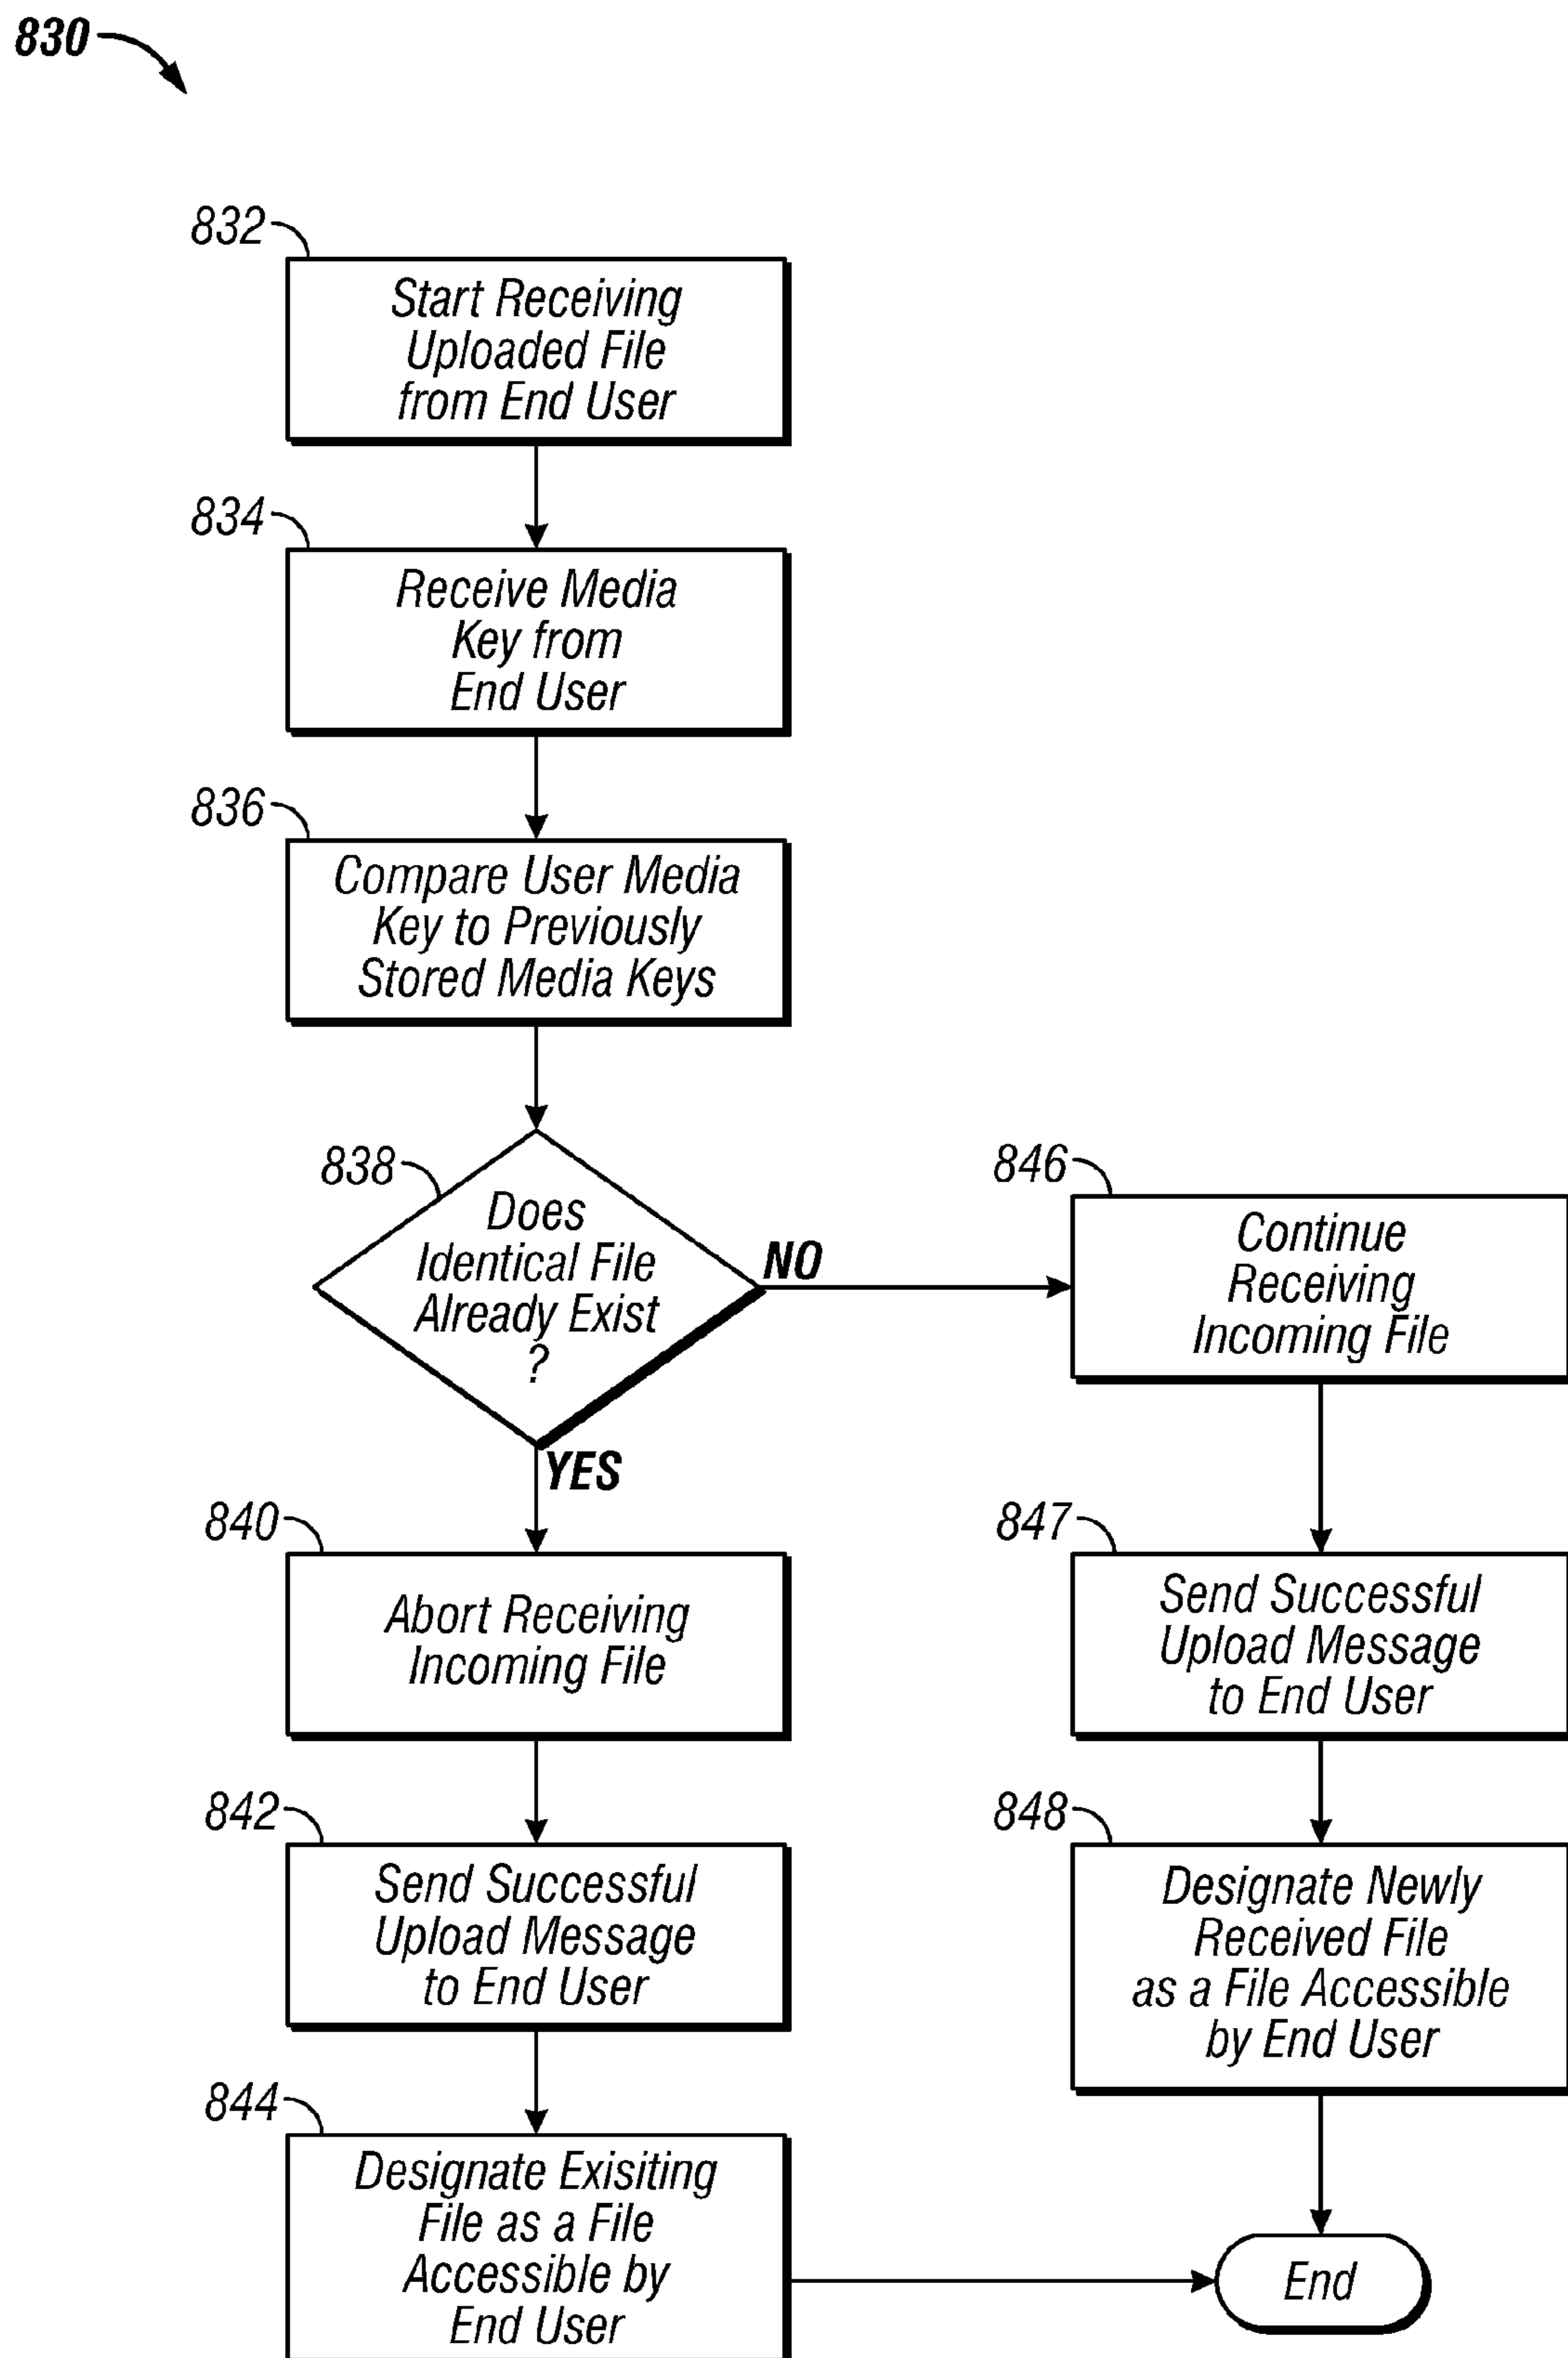 830
832
Start Receiving
Uploaded File
from End User
834
Receive Media
Key from
End User
836
Compare User Media
Key to Previously
Stored Media Keys
838
Does
Identical File
Already Exist
?
NO
YES
846
Continue
Receiving
Incoming File
840
Abort Receiving
Incoming File
847
Send Successful
Upload Message
to End User
842
Send Successful
Upload Message
to End User
848
Designate Newly
Received File
as a File Accessible
by End User
844
Designate Exisiting
File as a File
Accessible by
End User
End